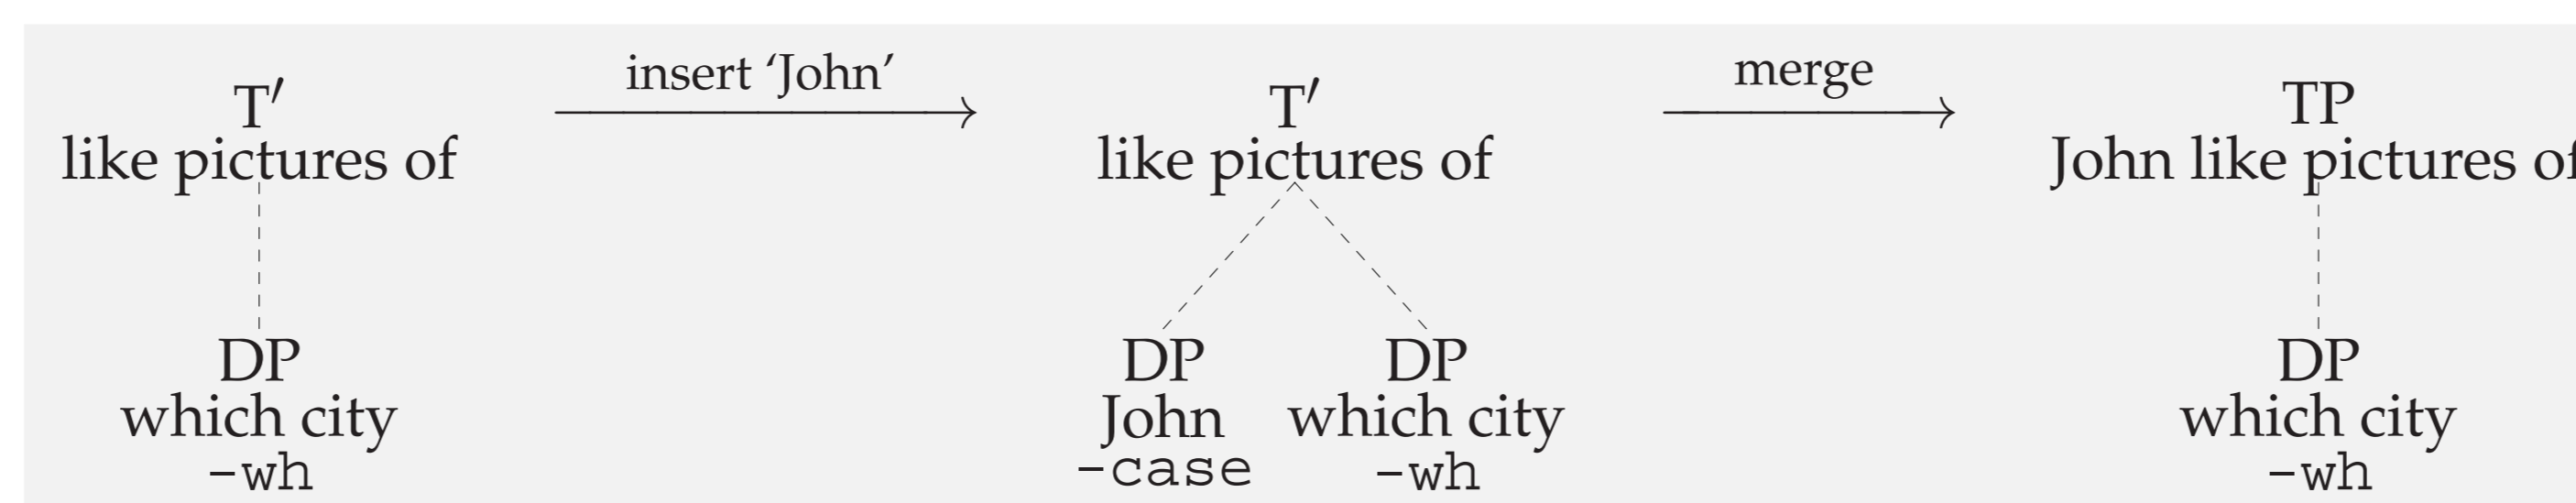 T′
like pictures of
DP
which city
-wh
insert ‘John’
T′
like pictures of
DP DP
John which city
-case -wh
merge
TP
John like pictures of
DP
which city
-wh